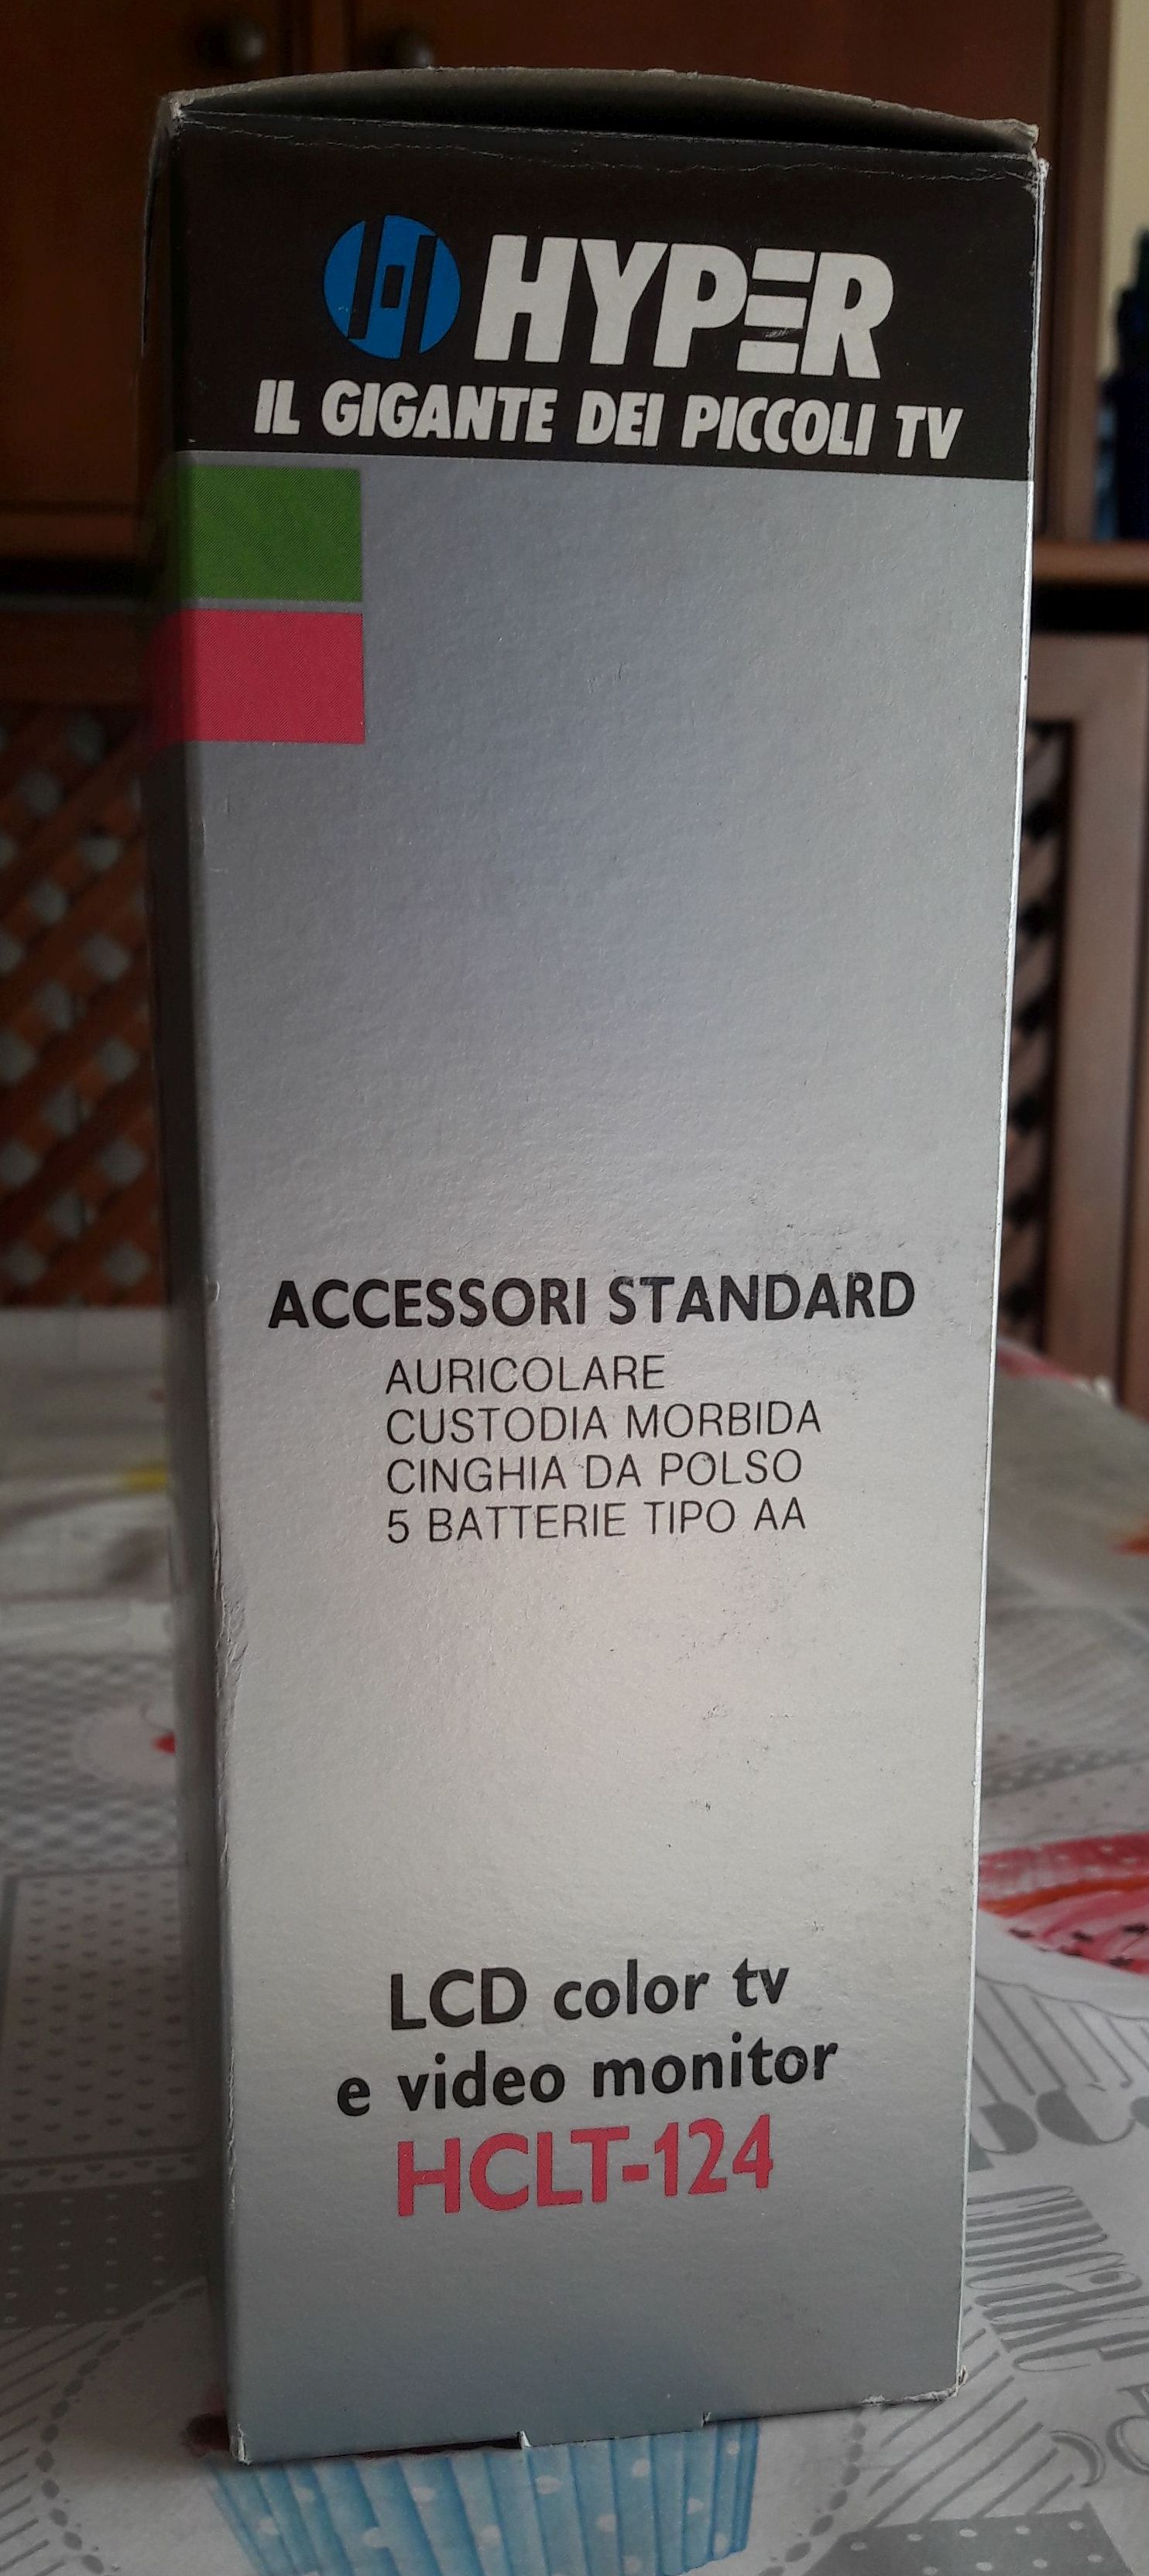 HYPER
IL GIGANTE DEI PICCOLI TV
ACCESSORI STANDARD
AURICOLARE
CUSTODIA MORBIDA
CINGHIA DA POLSO
5 BATTERIE TIPO AA
LCD color tv
e video monitor
HCLT-124